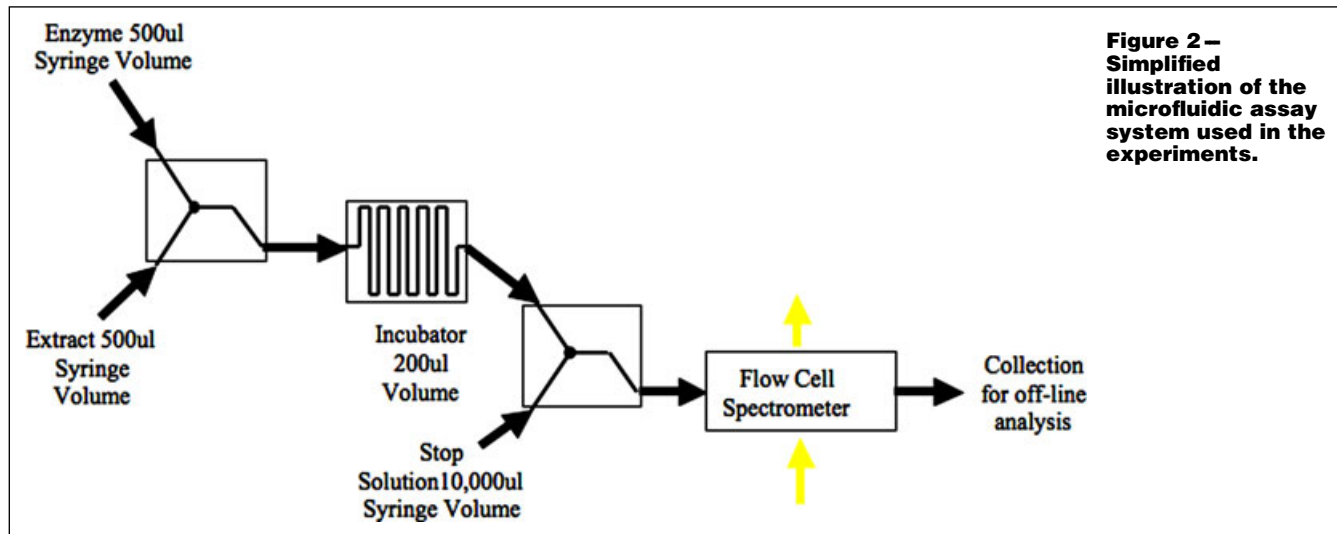 Enzyme 500ul
Syringe Volume
Extract 500ul
Syringe
Volume
Incubator
200ul
Volume
Stop
Solution10,000ul
Syringe Volume
Flow Cell
Spectrometer
Collection
for off-line
analysis
Figure 2—
Simplified
illustration of the
microfluidic assay
system used in the
experiments.